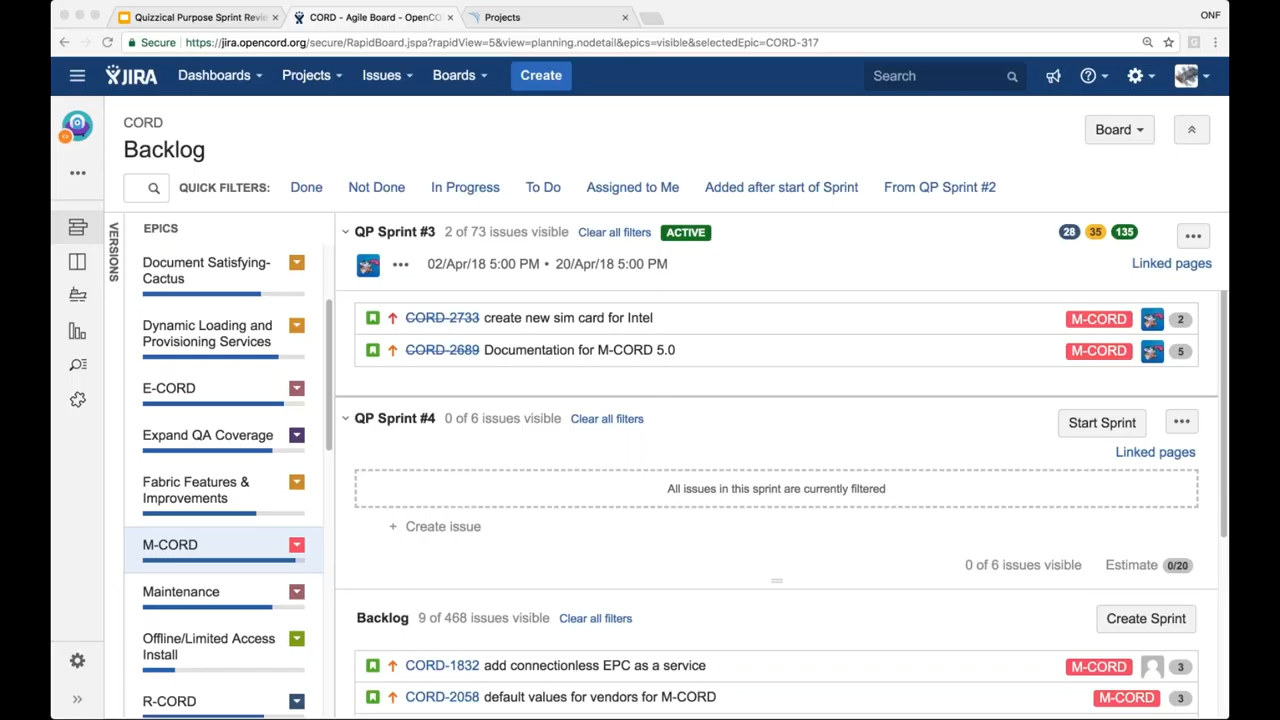 Quizzical Purpose Sprint Revie
CORD - Agile Board - OpenCO
Projects
ONF
Secure
https://jira.opencord.org/secure/RapidBoard.jspa?rapidView=5&view=planning.nodetail&epics=visible&selectedEpic=CORD-317
JIRA
Dashboards
Projects
Issues
Boards
Create
Search
CORD
Backlog
Board
QUICK FILTERS:
Done
Not Done
In Progress
To Do
Assigned to Me
Added after start of Sprint
From QP Sprint #2
VERSIONS
EPICS
Document Satisfying-
Cactus
Dynamic Loading and
Provisioning Services
E-CORD
Expand QA Coverage
Fabric Features &
Improvements
M-CORD
Maintenance
Offline/Limited Access
Install
R-CORD
QP Sprint #3 2 of 73 issues visible Clear all filters ACTIVE
28 35 135
02/Apr/18 5:00 PM • 20/Apr/18 5:00 PM
Linked pages
CORD-2733 create new sim card for Intel M-CORD 2
CORD-2689 Documentation for M-CORD 5.0 M-CORD 5
QP Sprint #4 0 of 6 issues visible Clear all filters
Start Sprint
Linked pages
All issues in this sprint are currently filtered
+ Create issue
0 of 6 issues visible Estimate 0/20
Backlog 9 of 468 issues visible Clear all filters
Create Sprint
CORD-1832 add connectionless EPC as a service M-CORD 3
CORD-2058 default values for vendors for M-CORD M-CORD 3